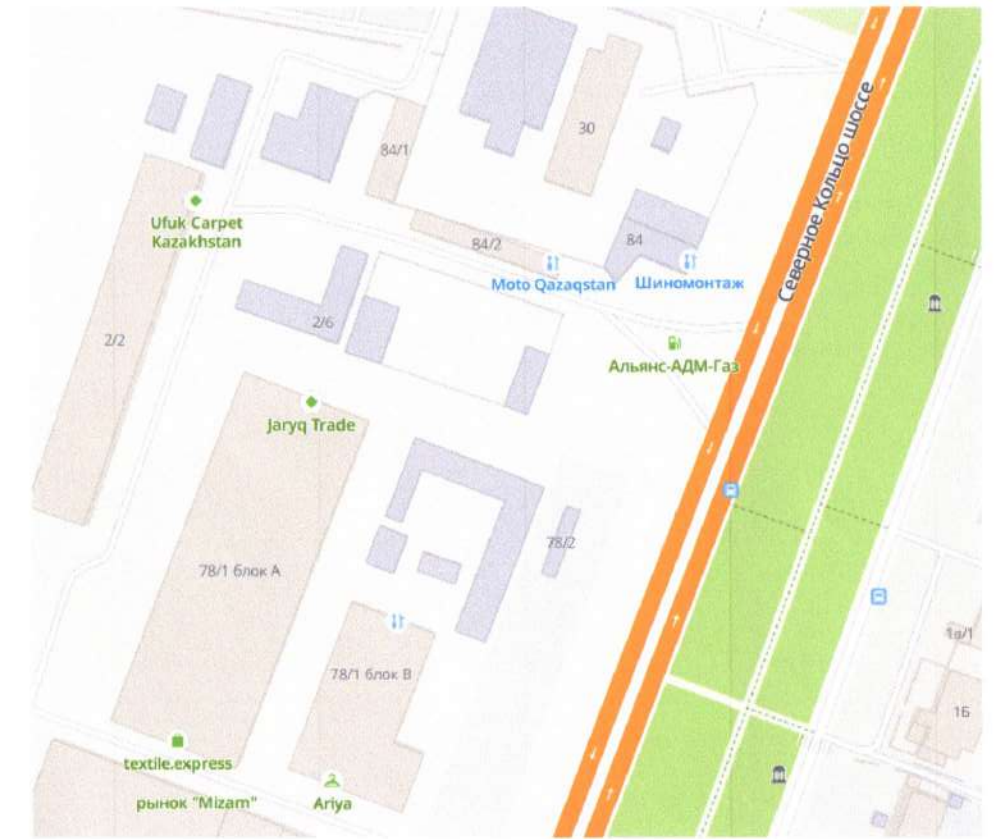 30
84/1
Северное Кольцо шоссе
Ufuk Carpet
Kazakhstan
84/2
84
Moto Qazaqstan
Шиномонтаж
2/6
2/2
Альянс-АДМ-Газ
Jaryq Trade
78/2
78/1 блок A
1в/1
78/1 блок B
1Б
textile.express
рынок "Mizam"
Ariya